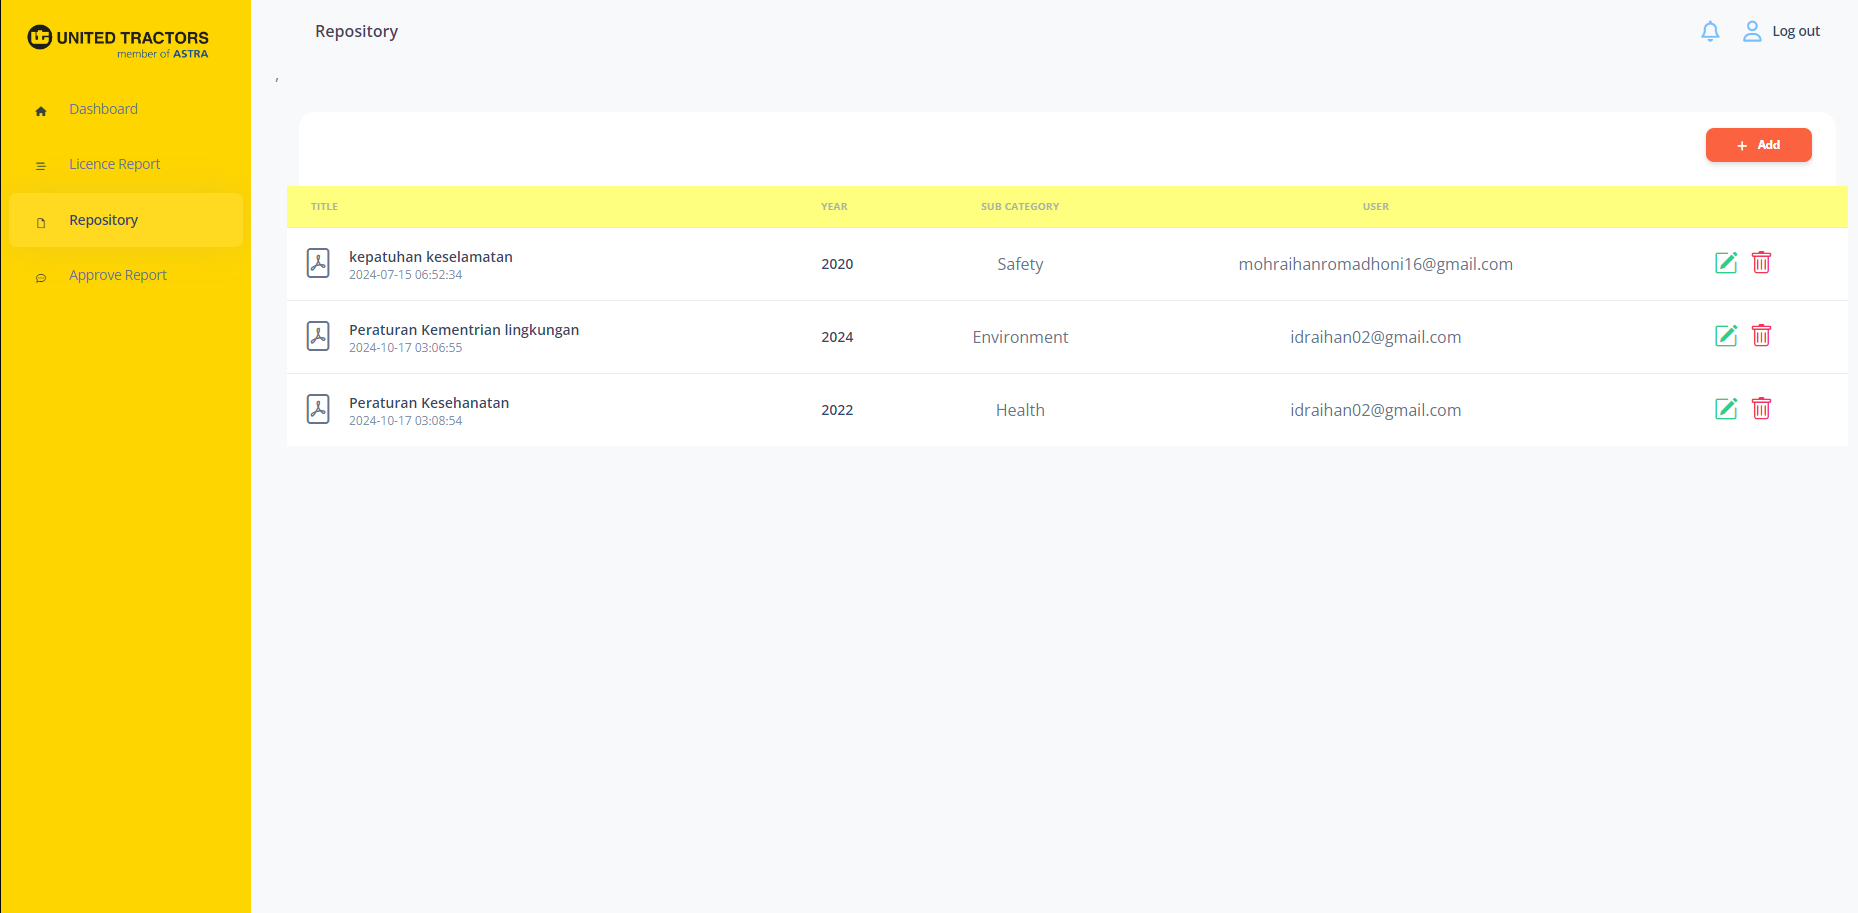 UNITED TRACTORS
member of ASTRA
Dashboard
Licence Report
Repository
Approve Report
Repository
Log out
,
+ Add
TITLE YEAR SUB CATEGORY USER
kepatuhan keselamatan 2020 Safety mohraihanromadhoni16@gmail.com
2024-07-15 06:52:34
Peraturan Kementrian lingkungan 2024 Environment idraihan02@gmail.com
2024-10-17 03:06:55
Peraturan Kesehanatan 2022 Health idraihan02@gmail.com
2024-10-17 03:08:54